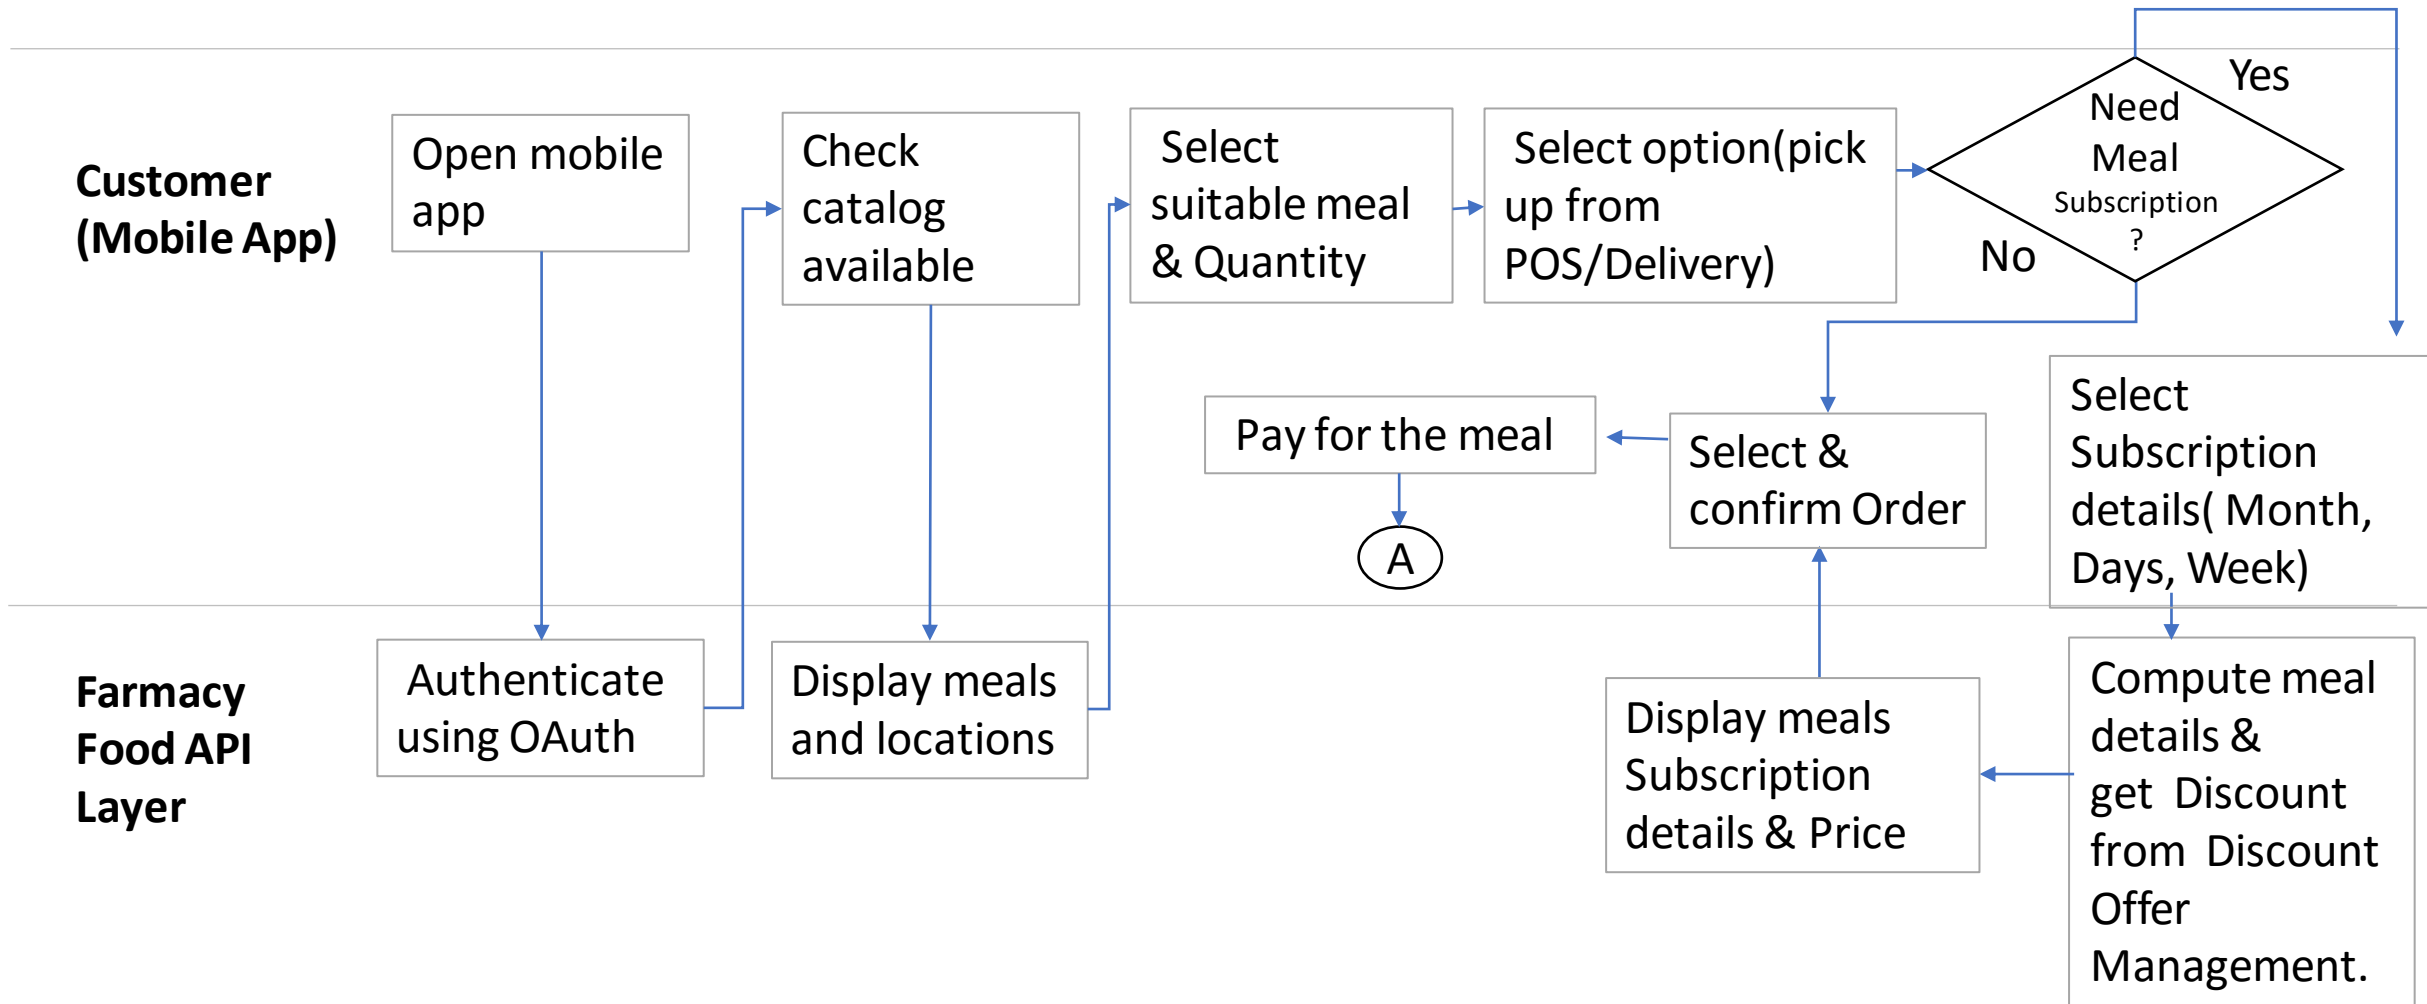 Customer
(Mobile App)
Open mobile
app
Check
catalog
available
Select
suitable meal
& Quantity
Select option(pick
up from
POS/Delivery)
Need
Meal
Subscription
?
Yes
No
Pay for the meal
A
Select &
confirm Order
Select
Subscription
details( Month,
Days, Week)
Farmacy
Food API
Layer
Authenticate
using OAuth
Display meals
and locations
Display meals
Subscription
details & Price
Compute meal
details &
get Discount
from Discount
Offer
Management.